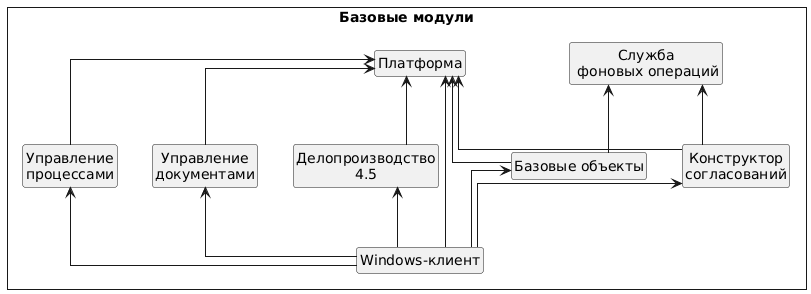 Базовые модули
Платформа
Служба
фоновых операций
Управление
процессами
Управление
документами
Делопроизводство
4.5
Базовые объекты
Конструктор
согласований
Windows-клиент